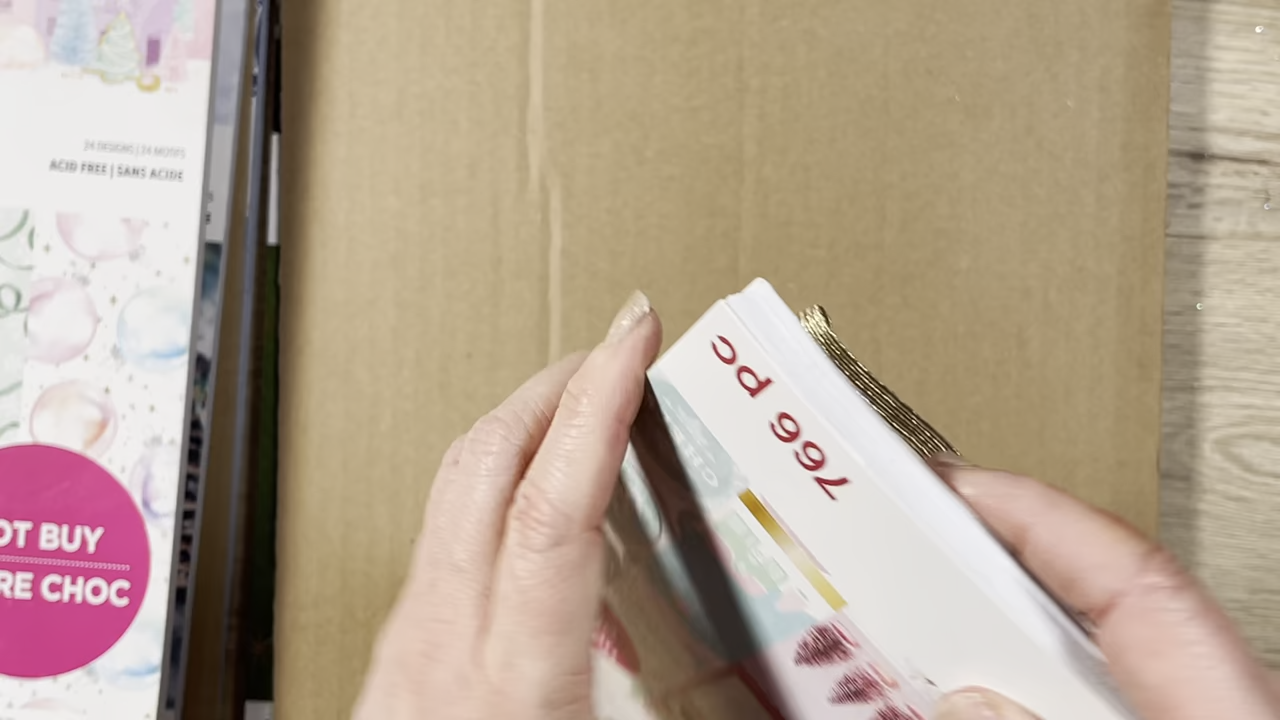 24 DESIGNS | 24 MOTIFS
ACID FREE | SANS ACIDE
OT BUY
RE CHOC
766 pc